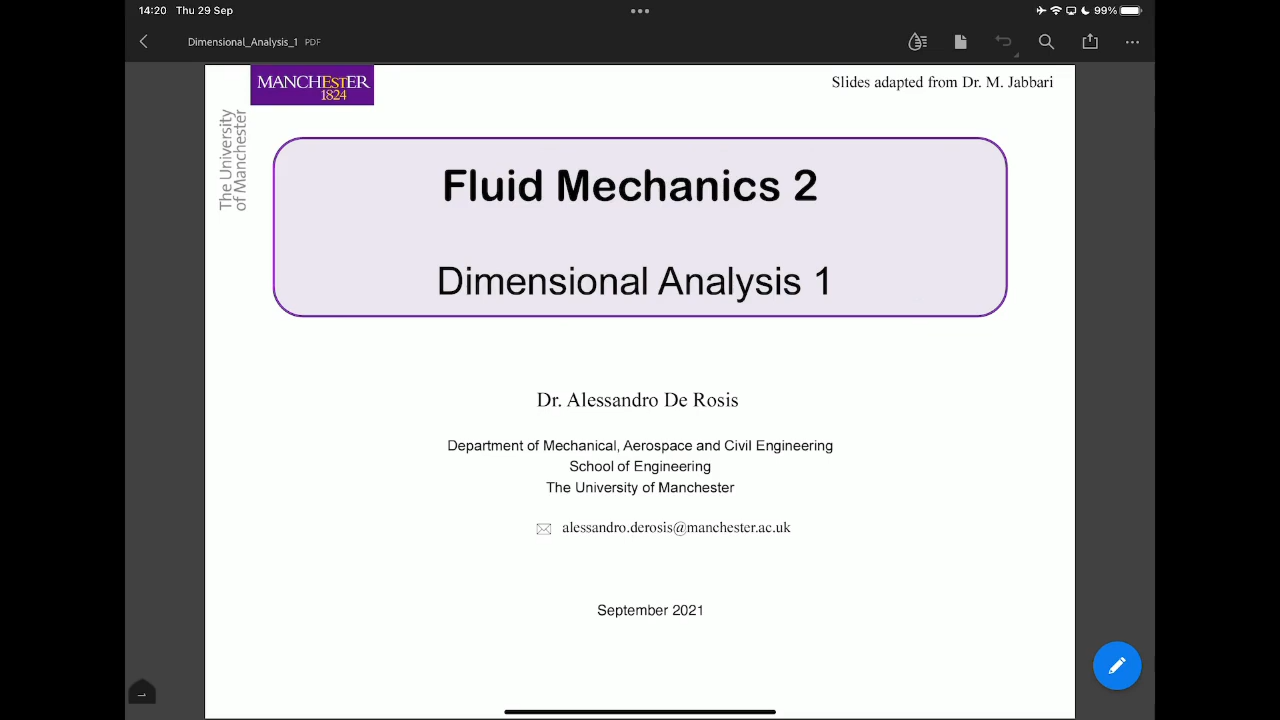 14:20 Thu 29 Sep
99%
Dimensional_Analysis_1 PDF
MANCHESTER
1824
The University
of Manchester
Slides adapted from Dr. M. Jabbari
Fluid Mechanics 2
Dimensional Analysis 1
Dr. Alessandro De Rosis
Department of Mechanical, Aerospace and Civil Engineering
School of Engineering
The University of Manchester
alessandro.derosis@manchester.ac.uk
September 2021